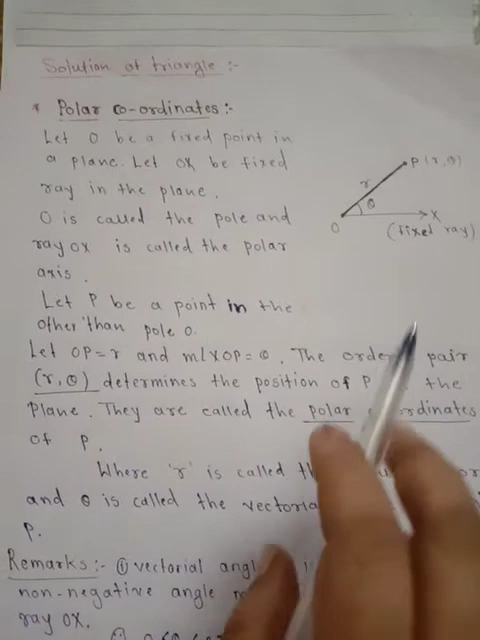 Solution of triangle :-
* Polar co-ordinates :-
Let O be a fixed point in
a plane. Let OX be fixed
ray in the plane.
O is called the pole and
ray OX is called the polar
axis.
P(r, θ)
r
θ
O
X
(fixed ray)
Let P be a point in the
other than pole O.
Let OP = r and m∠XOP = θ. The order pair
(r, θ) determines the position of P the
plane. They are called the polar ordinates
of P.
Where 'r' is called
and θ is called the vectoria
P.
Remarks :- ① vectorial angl
non-negative angle
ray OX.